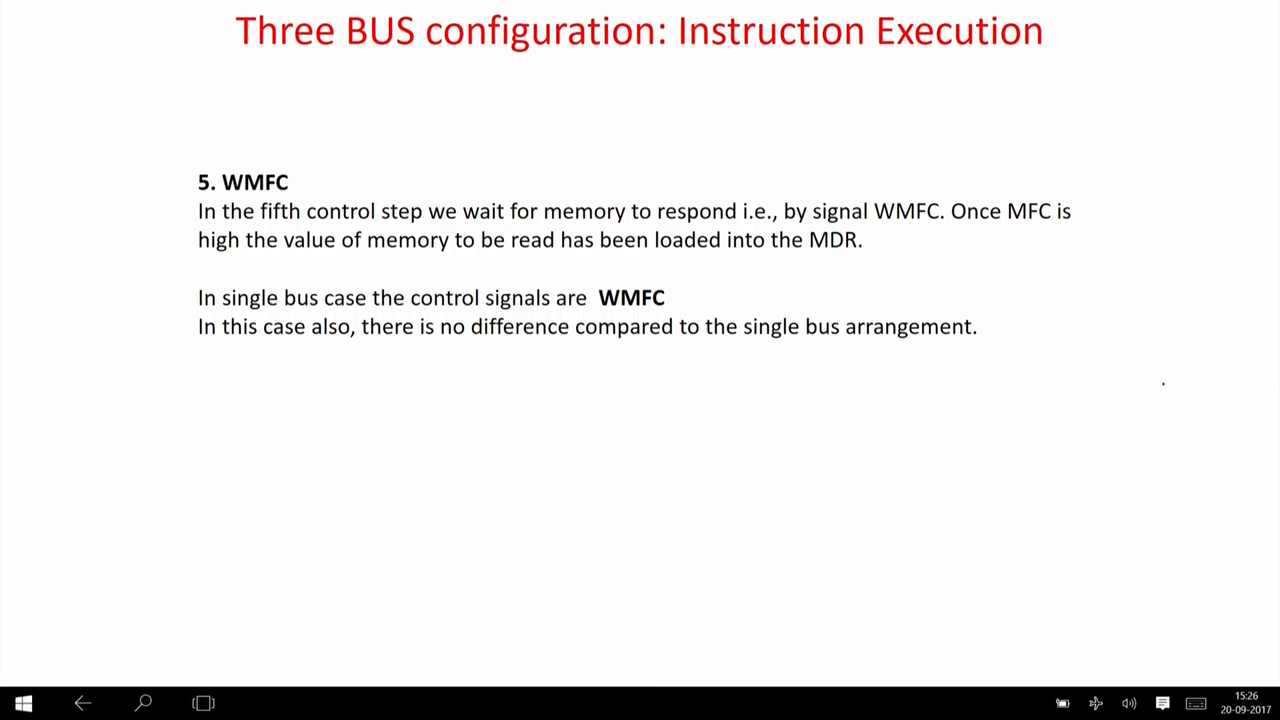 Three BUS configuration: Instruction Execution
5. WMFC
In the fifth control step we wait for memory to respond i.e., by signal WMFC. Once MFC is
high the value of memory to be read has been loaded into the MDR.
In single bus case the control signals are WMFC
In this case also, there is no difference compared to the single bus arrangement.
15:26
20-09-2017